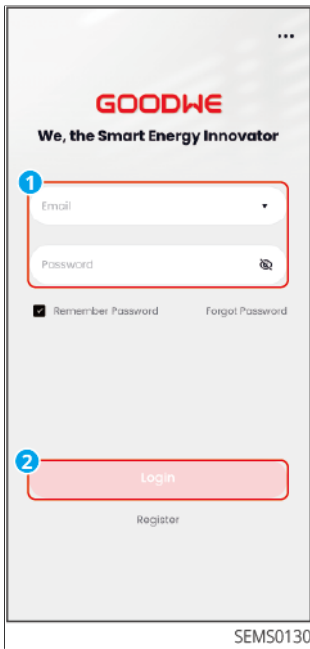 ...
GOODWE
We, the Smart Energy Innovator
1
Email
Password
Remember Password Forgot Password
2
Login
Register
SEMS0130